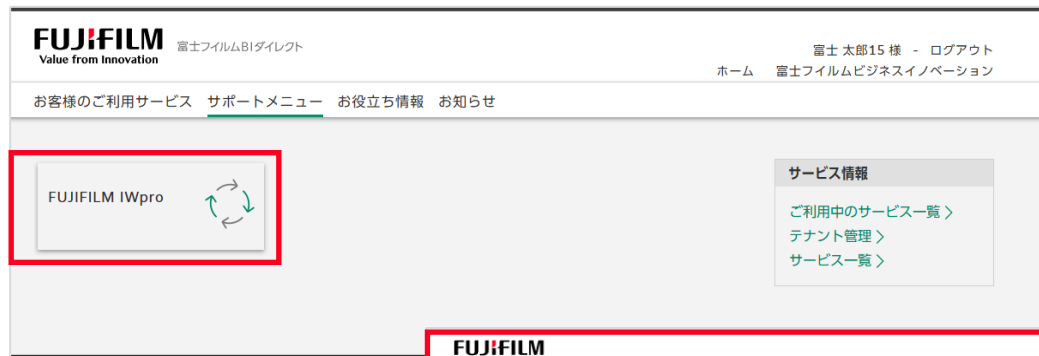 FUJIFILM 富士フイルムBIダイレクト
Value from Innovation
富士 太郎15 様 - ログアウト
ホーム 富士フイルムビジネスイノベーション
お客様のご利用サービス サポートメニュー お役立ち情報 お知らせ
FUJIFILM IWpro
サービス情報
ご利用中のサービス一覧 >
テナント管理 >
サービス一覧 >
FUJIFILM